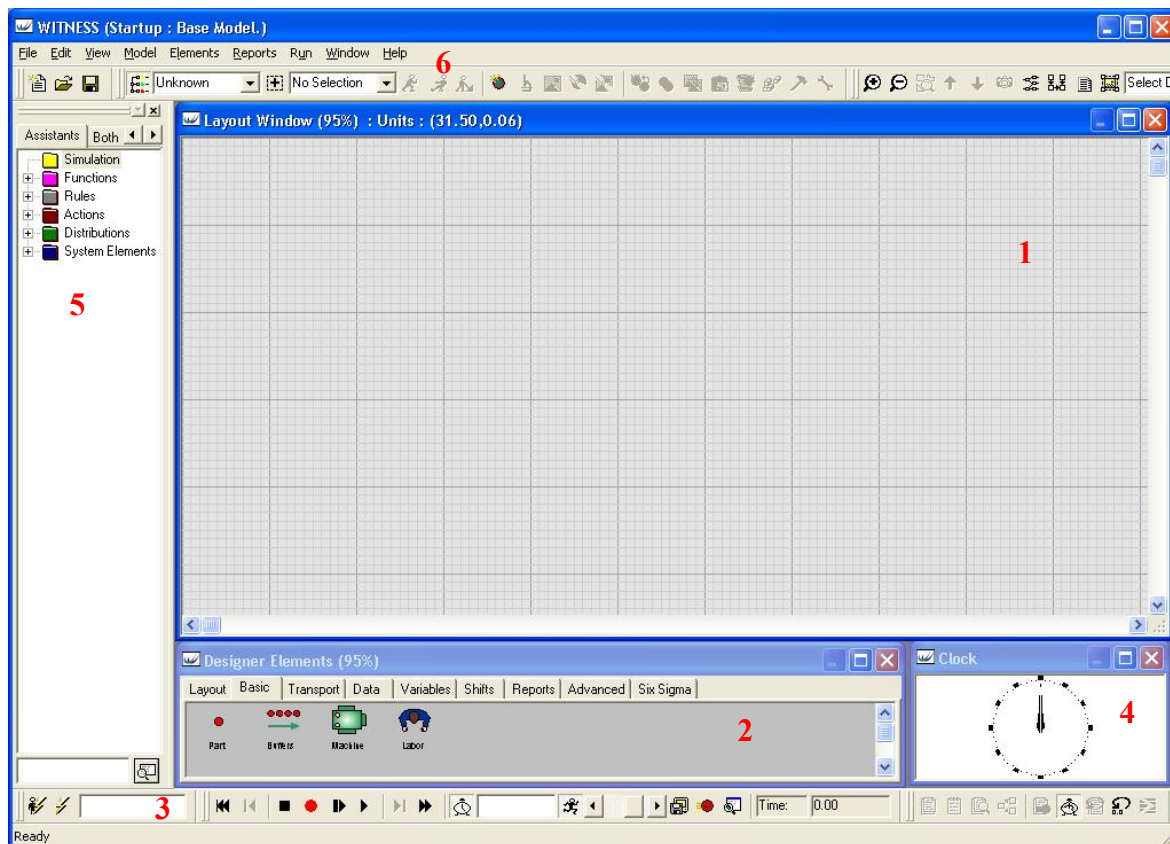 WITNESS (Startup : Base Model.)
File Edit View Model Elements Reports Run Window Help
6
Unknown No Selection Select D
Assistants Both
Simulation
Functions
Rules
Actions
Distributions
System Elements
5
Layout Window (95%) : Units : (31.50,0.06)
1
Designer Elements (95%)
Layout Basic Transport Data Variables Shifts Reports Advanced Six Sigma
Part Buffers Machine Labor
2
Clock
4
3
Time: 0.00
Ready